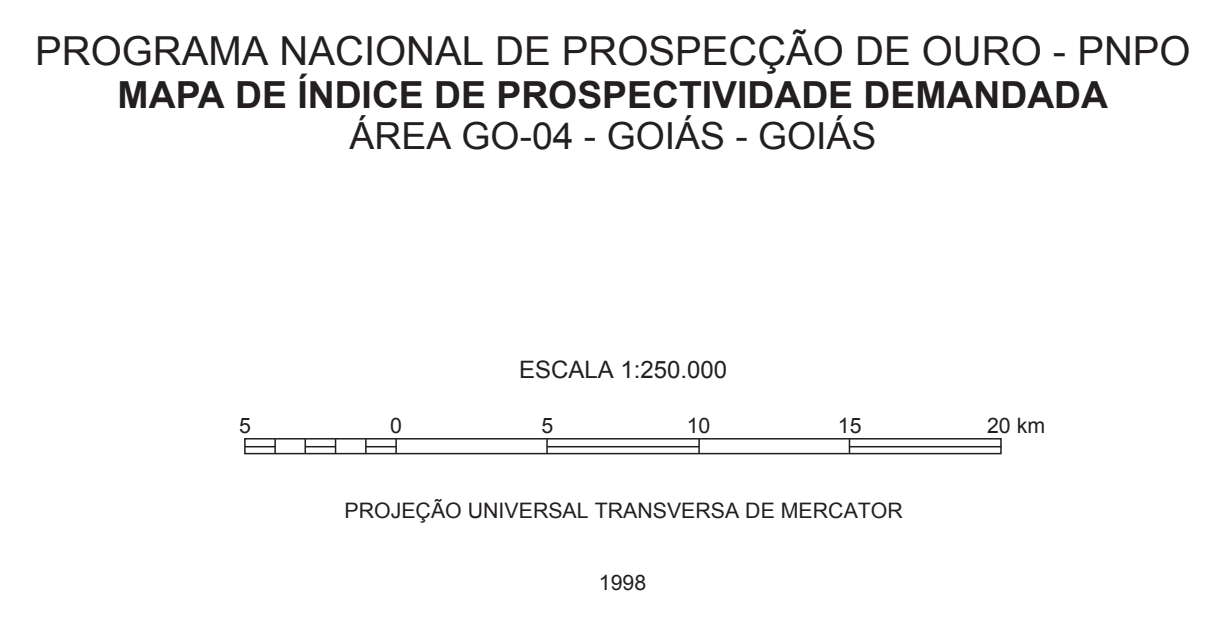 PROGRAMA NACIONAL DE PROSPECÇÃO DE OURO - PNPO
MAPA DE ÍNDICE DE PROSPECTIVIDADE DEMANDADA
ÁREA GO-04 - GOIÁS - GOIÁS
ESCALA 1:250.000
5 0 5 10 15 20 km
PROJEÇÃO UNIVERSAL TRANSVERSA DE MERCATOR
1998